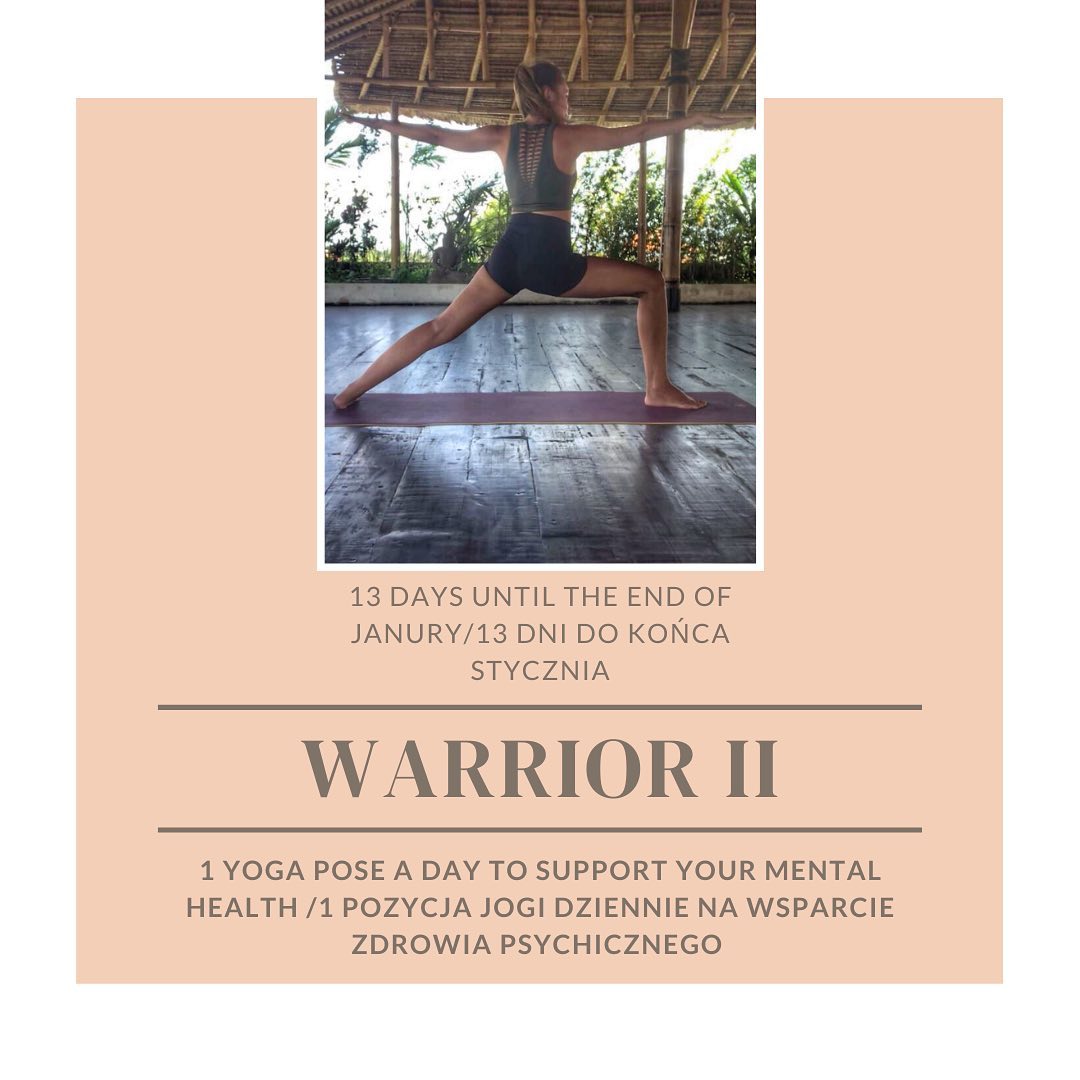 13 DAYS UNTIL THE END OF
JANURY/13 DNI DO KOŃCA
STYCZNIA
WARRIOR II
1 YOGA POSE A DAY TO SUPPORT YOUR MENTAL
HEALTH /1 POZYCJA JOGI DZIENNIE NA WSPARCIE
ZDROWIA PSYCHICZNEGO